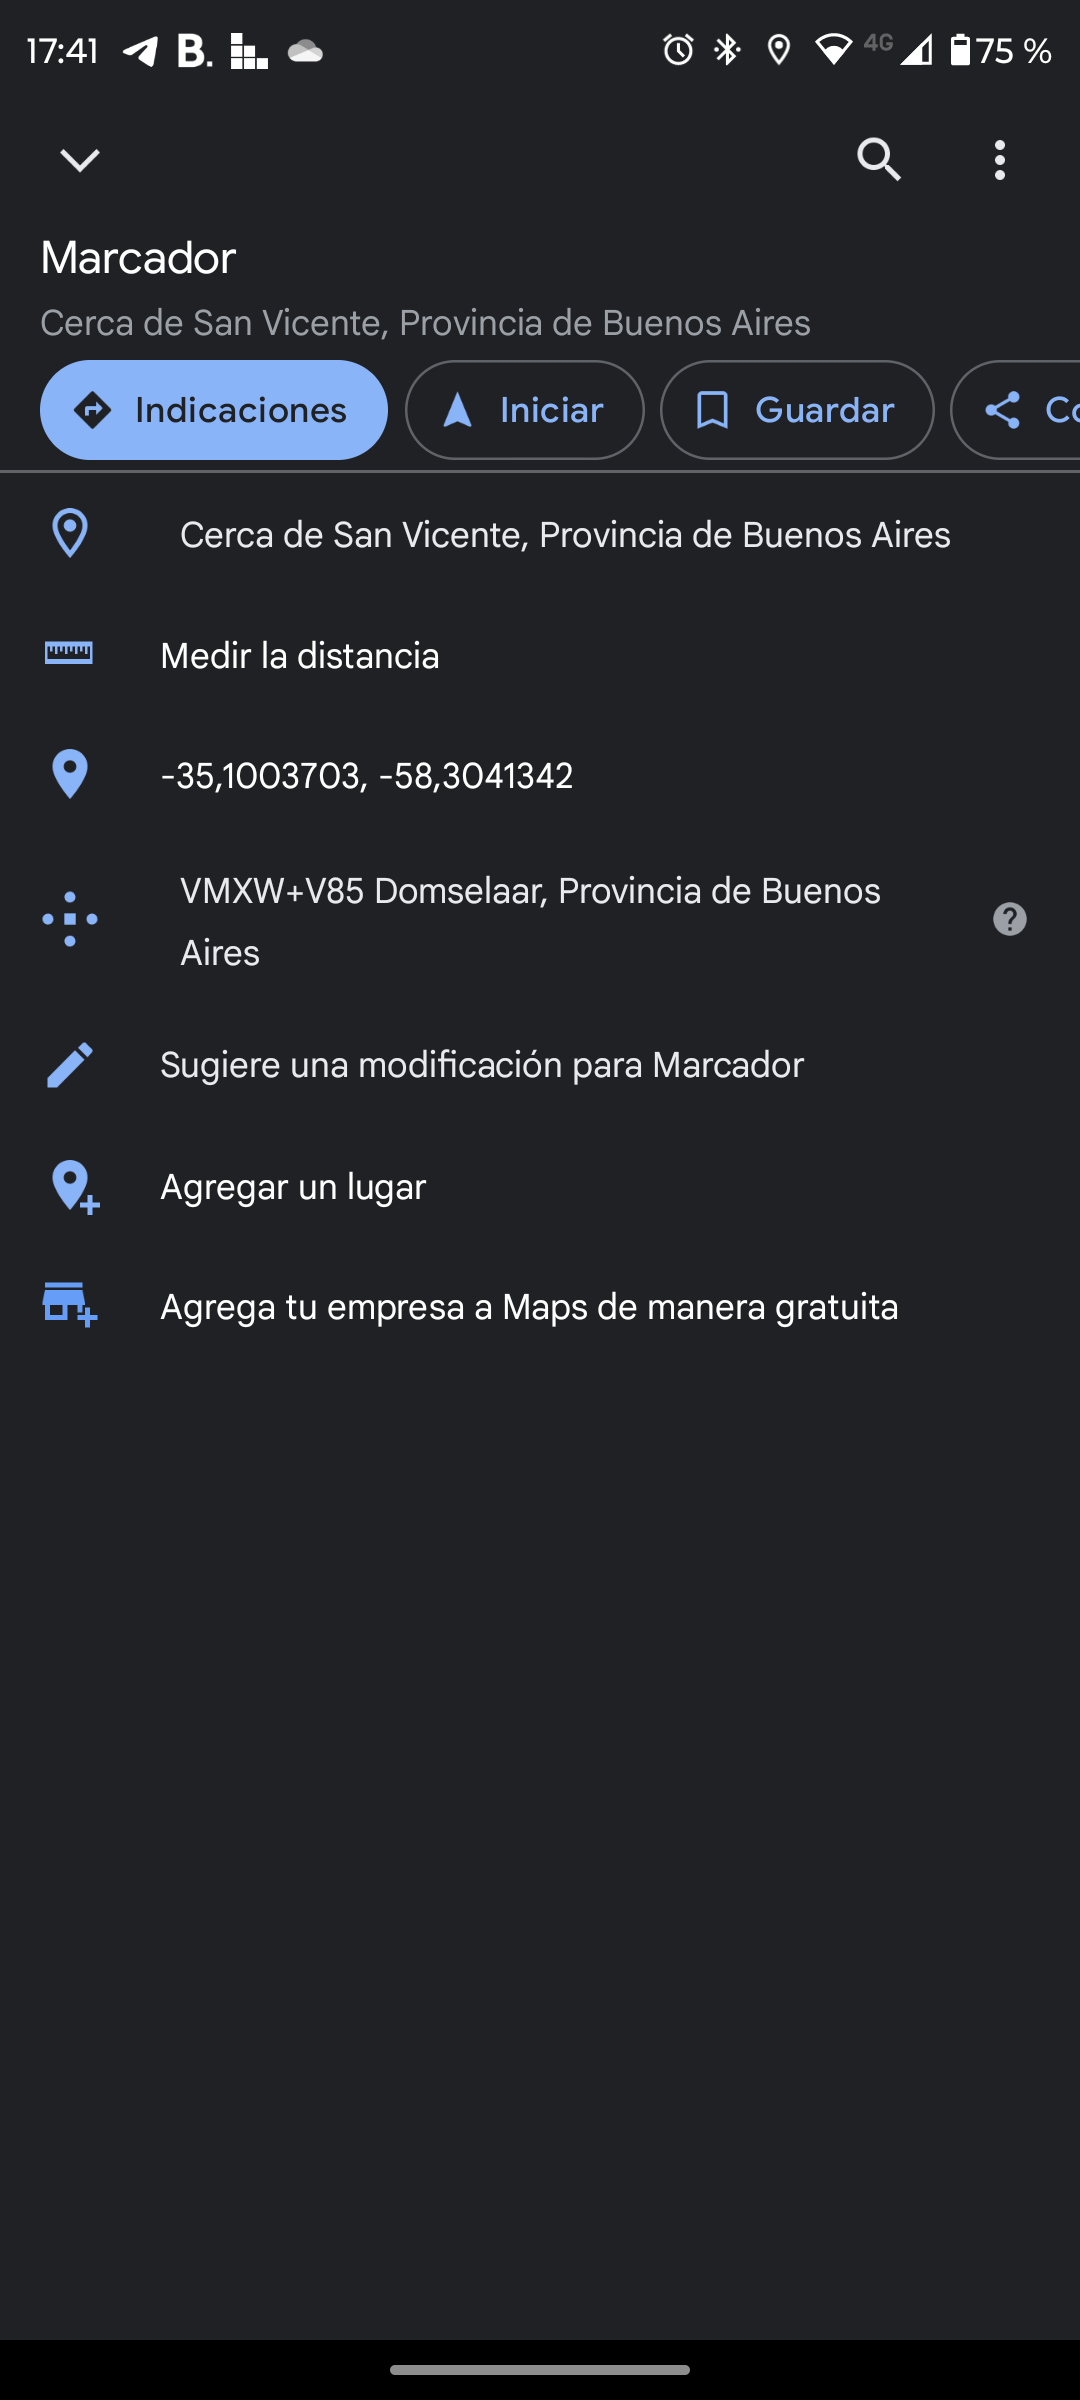 17:41 B. 4G 75 %
Marcador
Cerca de San Vicente, Provincia de Buenos Aires
Indicaciones Iniciar Guardar Co
Cerca de San Vicente, Provincia de Buenos Aires
Medir la distancia
-35,1003703, -58,3041342
VMXW+V85 Domselaar, Provincia de Buenos
Aires
Sugiere una modificación para Marcador
Agregar un lugar
Agrega tu empresa a Maps de manera gratuita